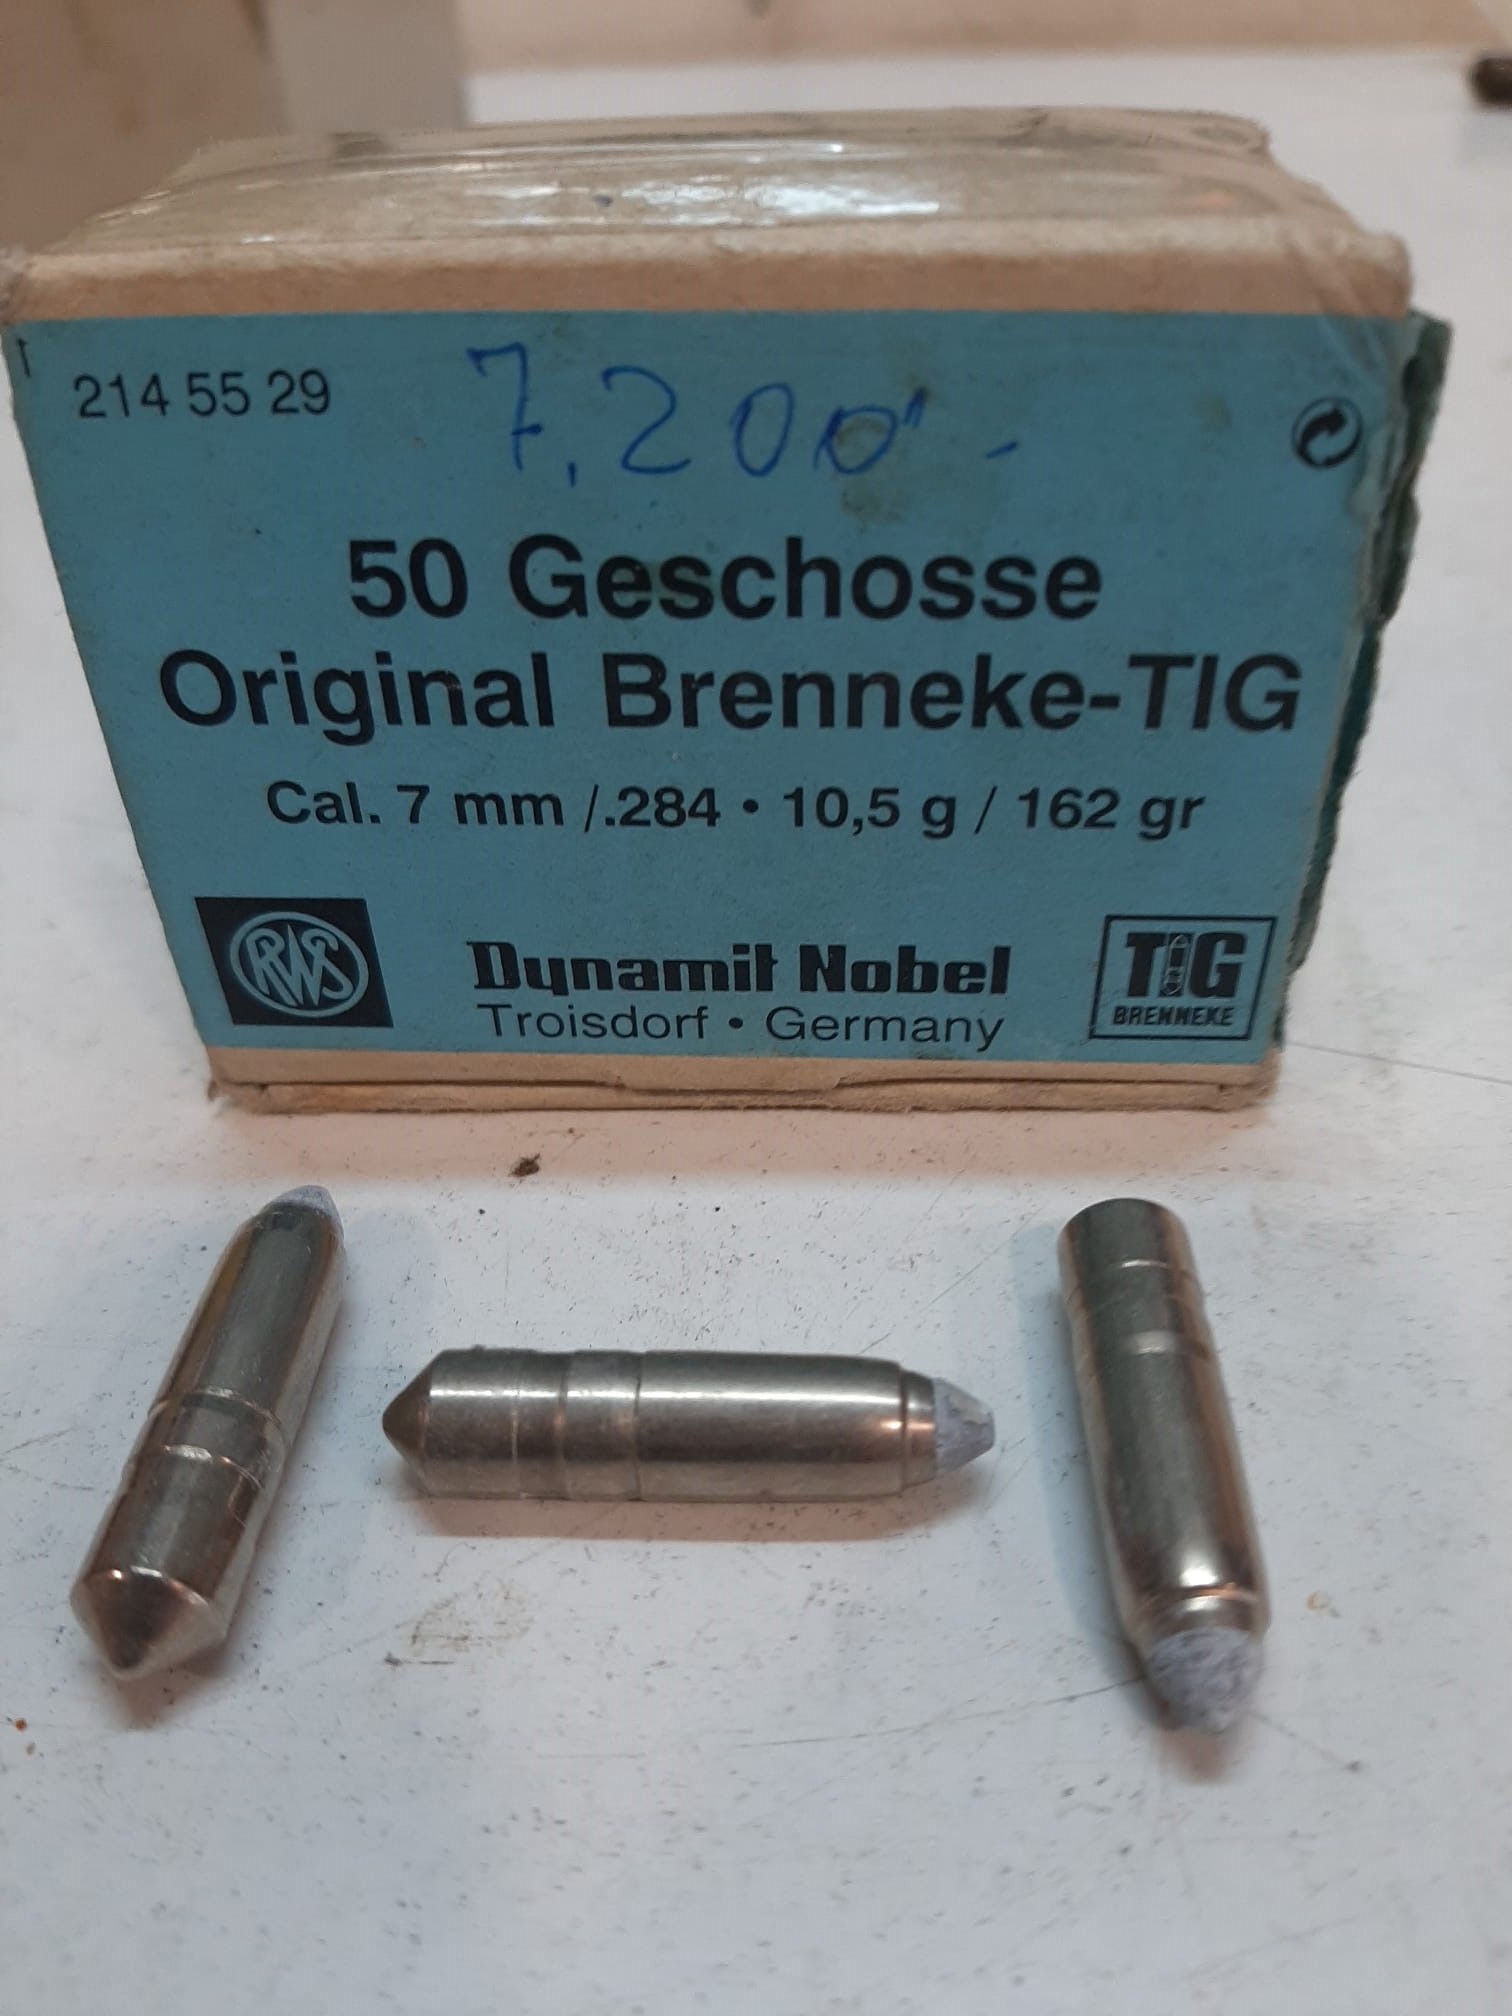 214 55 29
7,200" -
50 Geschosse
Original Brenneke-TIG
Cal. 7 mm /.284 • 10,5 g / 162 gr
RWS
Dynamit Nobel
Troisdorf • Germany
TIG
BRENNEKE